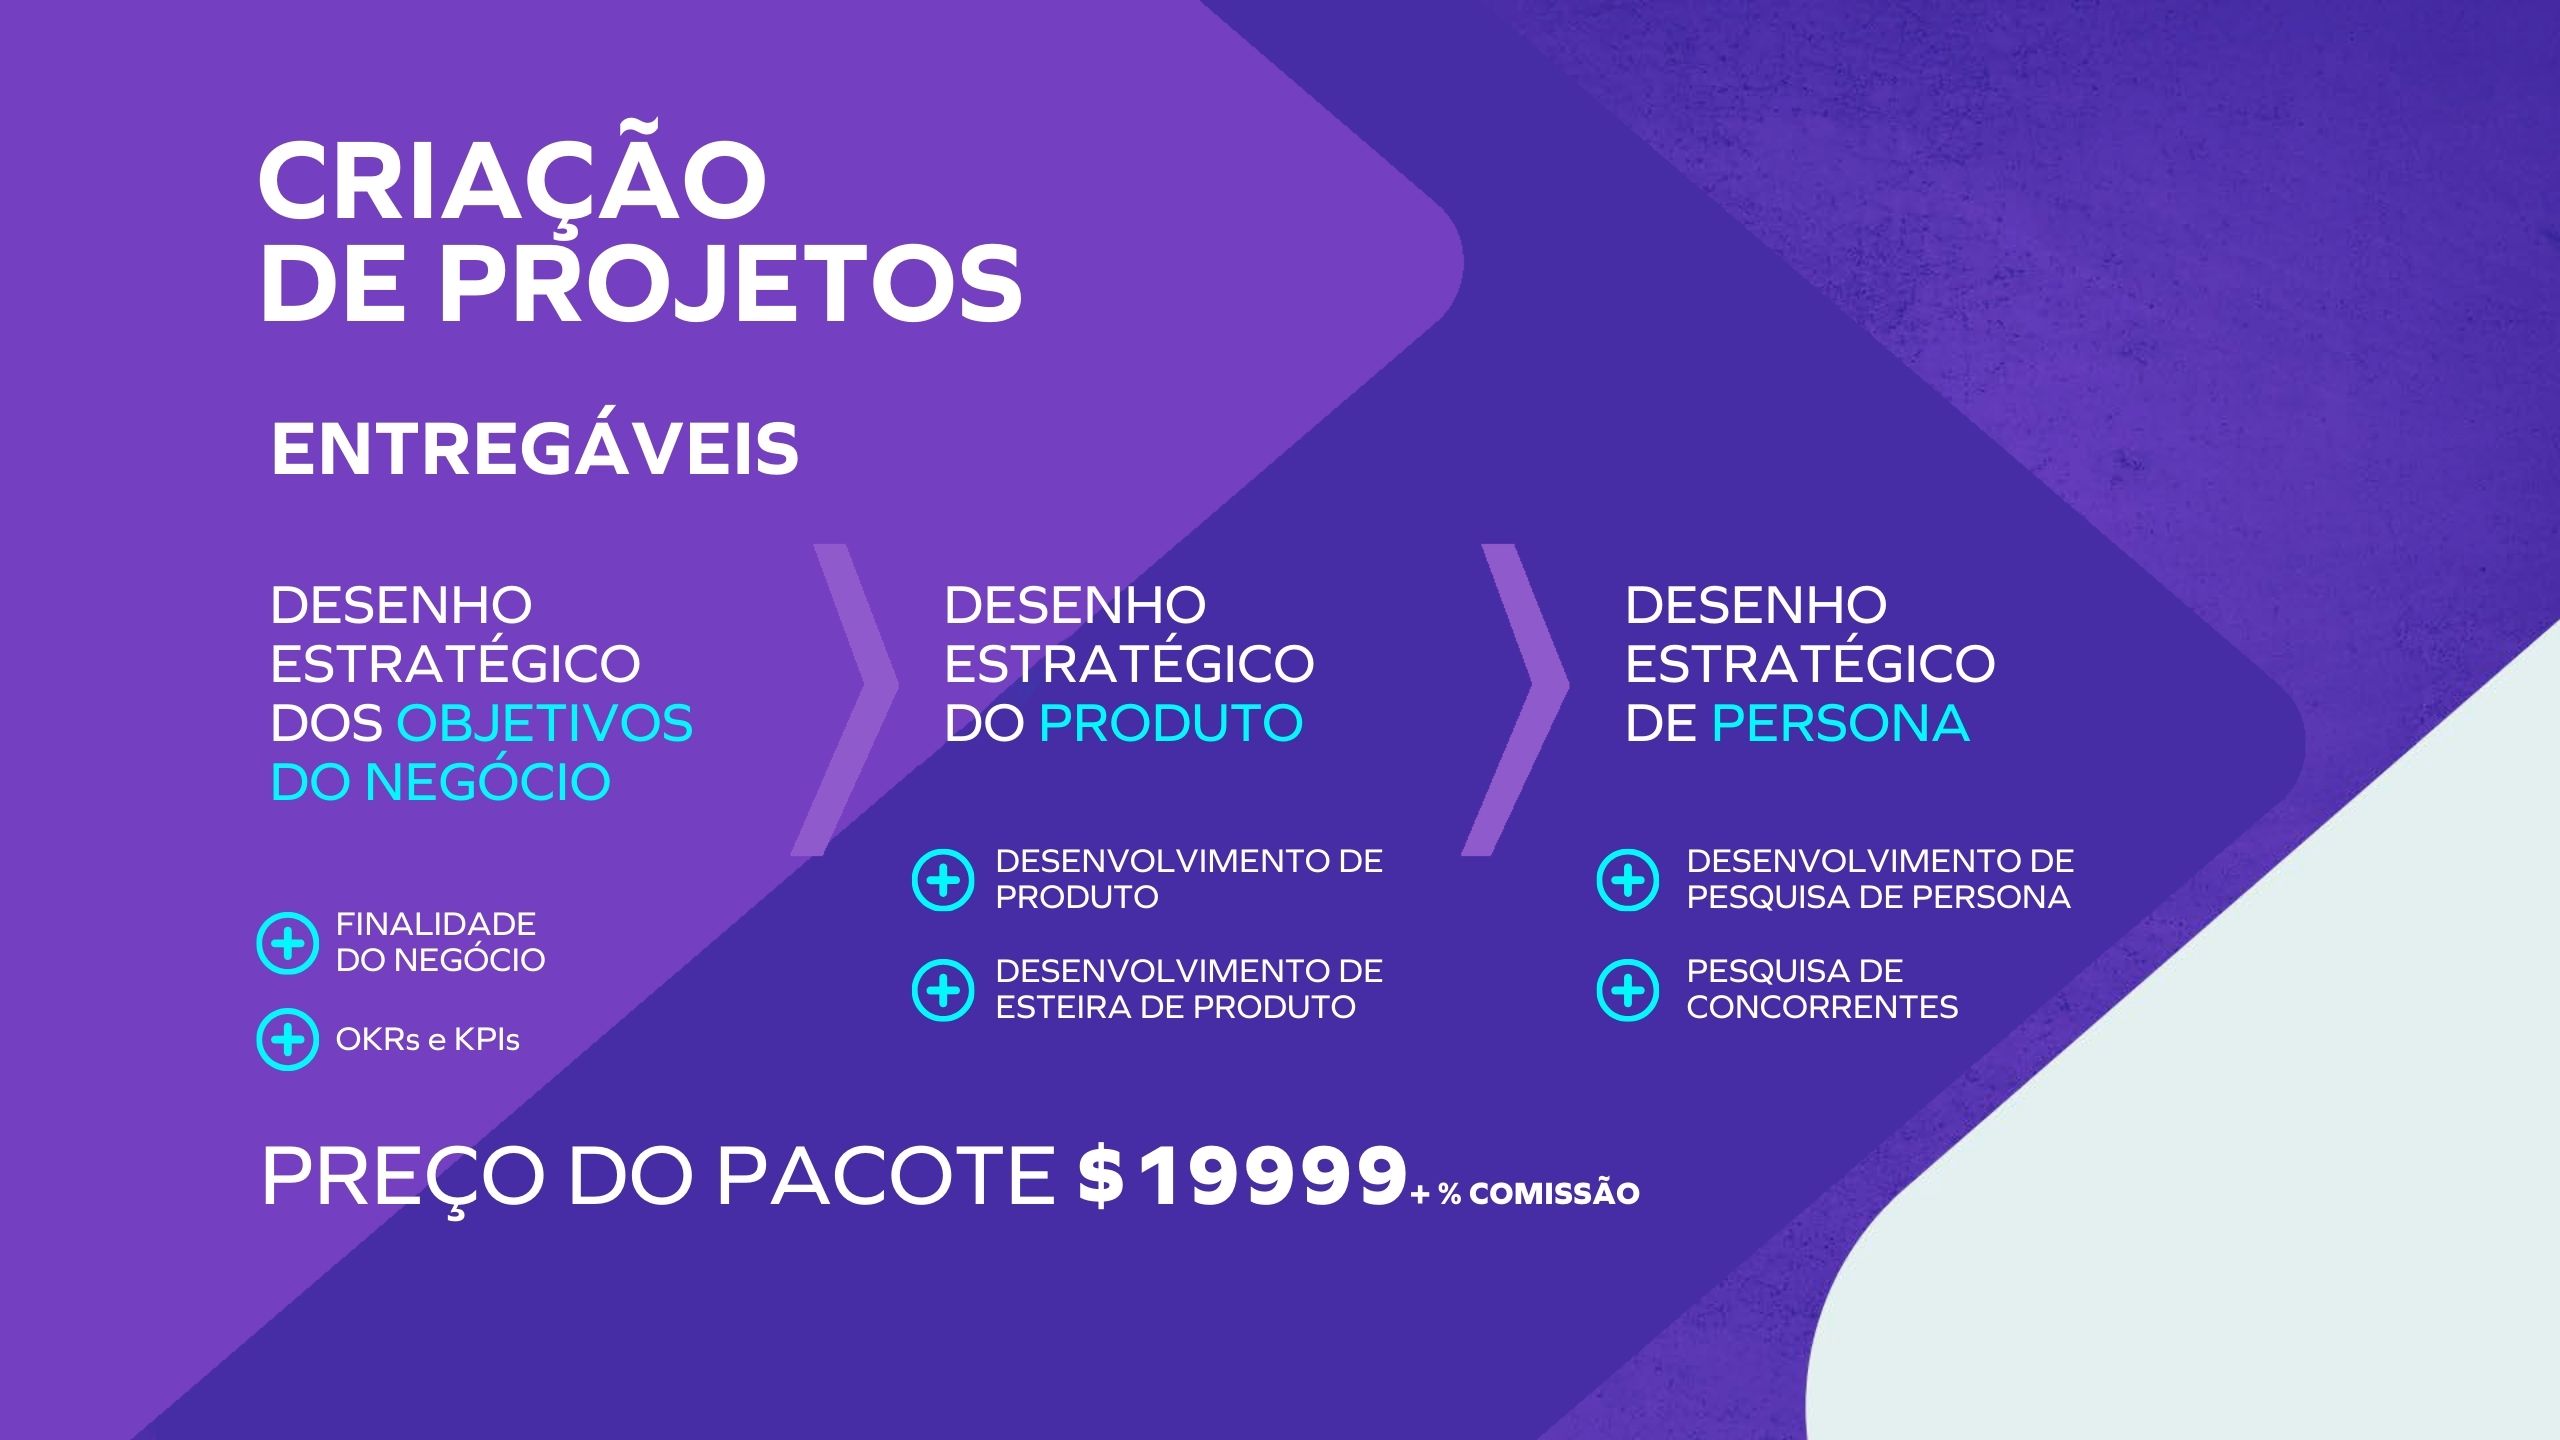 CRIAÇÃO
DE PROJETOS
ENTREGÁVEIS
DESENHO
ESTRATÉGICO
DOS OBJETIVOS
DO NEGÓCIO
FINALIDADE
DO NEGÓCIO
OKRs e KPIs
DESENHO
ESTRATÉGICO
DO PRODUTO
DESENVOLVIMENTO DE
PRODUTO
DESENVOLVIMENTO DE
ESTEIRA DE PRODUTO
DESENHO
ESTRATÉGICO
DE PERSONA
DESENVOLVIMENTO DE
PESQUISA DE PERSONA
PESQUISA DE
CONCORRENTES
PREÇO DO PACOTE $19999+ % COMISSÃO